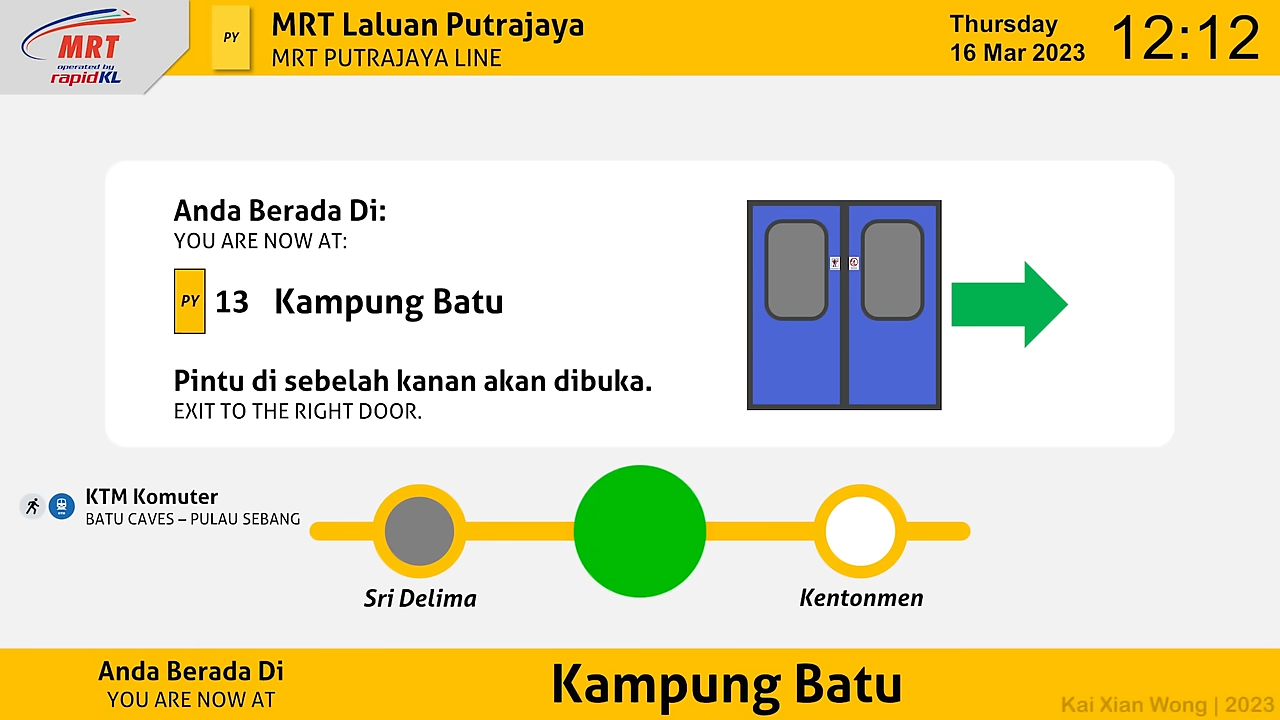 MRT
operated by
rapidKL
PY
MRT Laluan Putrajaya
MRT PUTRAJAYA LINE
Thursday
16 Mar 2023
12:12
Anda Berada Di:
YOU ARE NOW AT:
PY 13 Kampung Batu
Pintu di sebelah kanan akan dibuka.
EXIT TO THE RIGHT DOOR.
KTM Komuter
BATU CAVES – PULAU SEBANG
Sri Delima
Kentonmen
Anda Berada Di
YOU ARE NOW AT
Kampung Batu
Kai Xian Wong | 2023